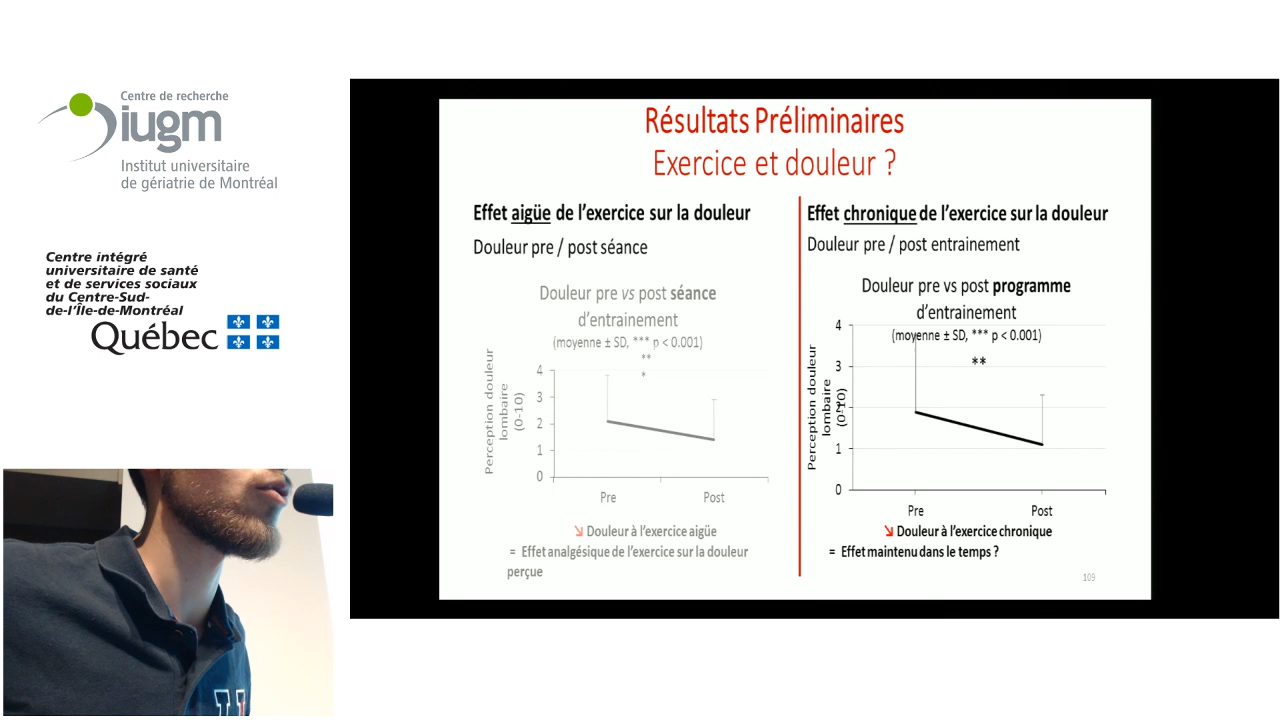 Centre de recherche
iugm
Institut universitaire
de gériatrie de Montréal
Centre intégré
universitaire de santé
et de services sociaux
du Centre-Sud-
de-l'Île-de-Montréal
Québec
Résultats Préliminaires
Exercice et douleur ?
Effet aigüe de l'exercice sur la douleur
Douleur pre / post séance
Douleur pre vs post séance
d'entrainement
(moyenne ± SD, *** p < 0.001)
**
*
Perception douleur
lombaire
(0-10)
4
3
2
1
0
Pre
Post
↘ Douleur à l'exercice aigüe
= Effet analgésique de l'exercice sur la douleur
perçue
Effet chronique de l'exercice sur la douleur
Douleur pre / post entrainement
Douleur pre vs post programme
d'entrainement
(moyenne ± SD, *** p < 0.001)
**
Perception douleur
lombaire
(0-10)
4
3
2
1
0
Pre
Post
↘ Douleur à l'exercice chronique
= Effet maintenu dans le temps ?
109